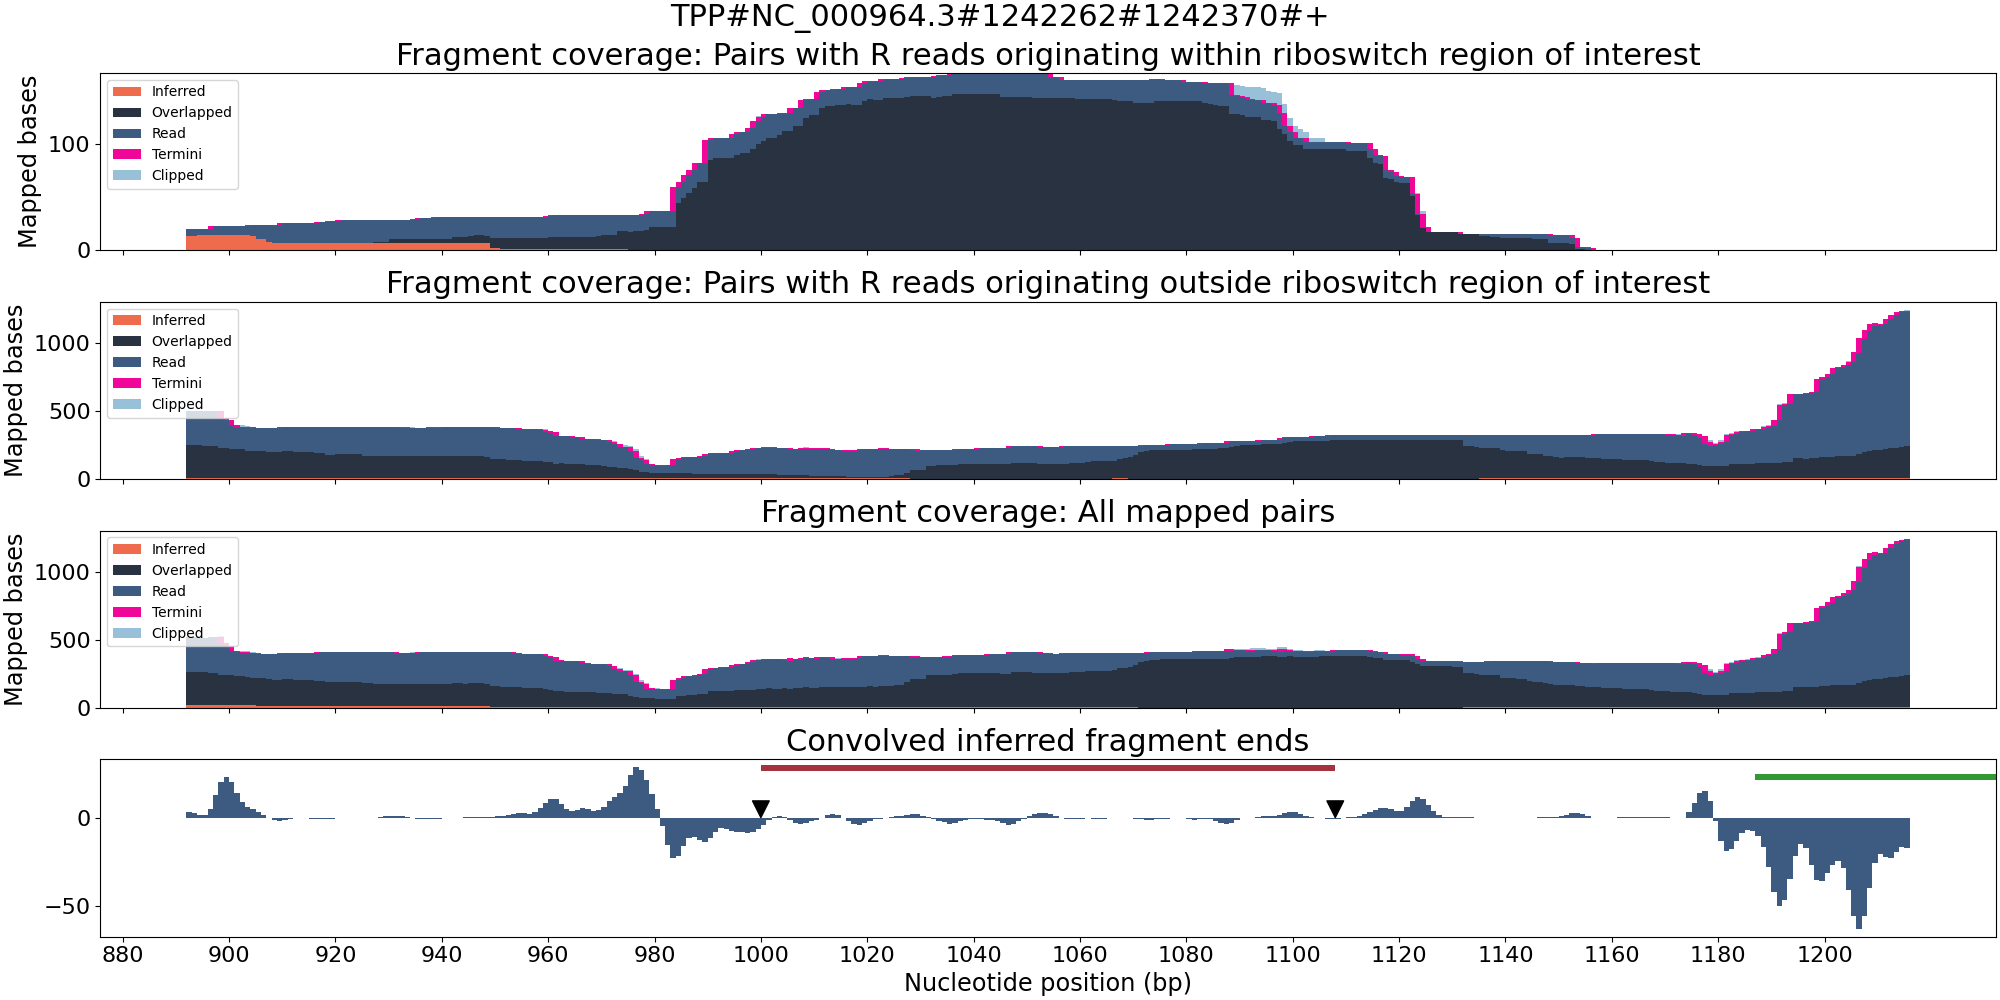 TPP#NC_000964.3#1242262#1242370#+
Fragment coverage: Pairs with R reads originating within riboswitch region of interest
Mapped bases
100
0
Inferred
Overlapped
Read
Termini
Clipped
Fragment coverage: Pairs with R reads originating outside riboswitch region of interest
Mapped bases
1000
500
0
Inferred
Overlapped
Read
Termini
Clipped
Fragment coverage: All mapped pairs
Mapped bases
1000
500
0
Inferred
Overlapped
Read
Termini
Clipped
Convolved inferred fragment ends
0
−50
880 900 920 940 960 980 1000 1020 1040 1060 1080 1100 1120 1140 1160 1180 1200
Nucleotide position (bp)